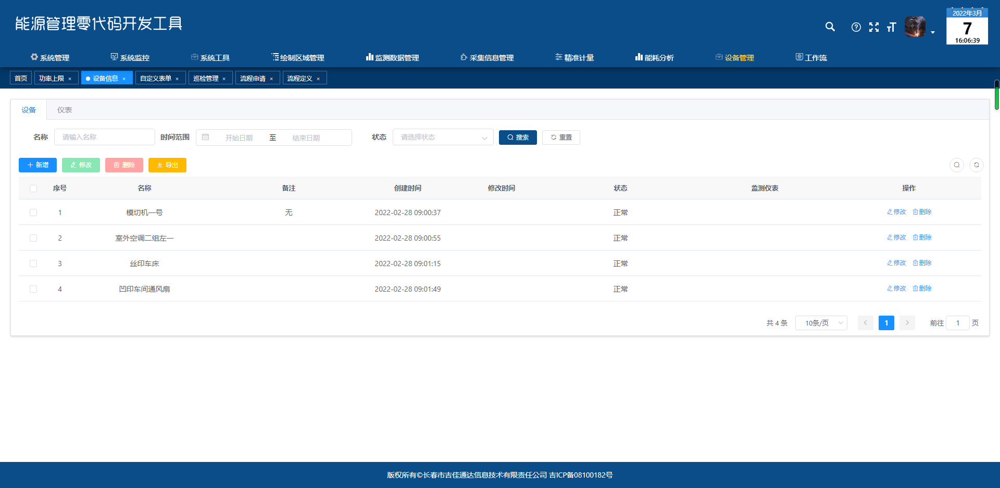 能源管理零代码开发工具
2022年3月
7
16:06:39
系统管理 系统监控 系统工具 绘制区域管理 监测数据管理 采集信息管理 精准计量 能耗分析 设备管理 工作流
首页 功率上限 × 设备信息 × 自定义表单 × 巡检管理 × 流程申请 × 流程定义 ×
设备 仪表
名称 请输入名称 时间范围 开始日期 至 结束日期 状态 请选择状态 搜索 重置
新增 修改 删除 导出
序号 名称 备注 创建时间 修改时间 状态 监测仪表 操作
1 模切机一号 无 2022-02-28 09:00:37 正常 修改 删除
2 室外空调二组左一 2022-02-28 09:00:55 正常 修改 删除
3 丝印车床 2022-02-28 09:01:15 正常 修改 删除
4 凹印车间通风扇 2022-02-28 09:01:49 正常 修改 删除
共 4 条 10条/页 1 前往 1 页
版权所有©长春市吉佳通达信息技术有限责任公司 吉ICP备08100182号